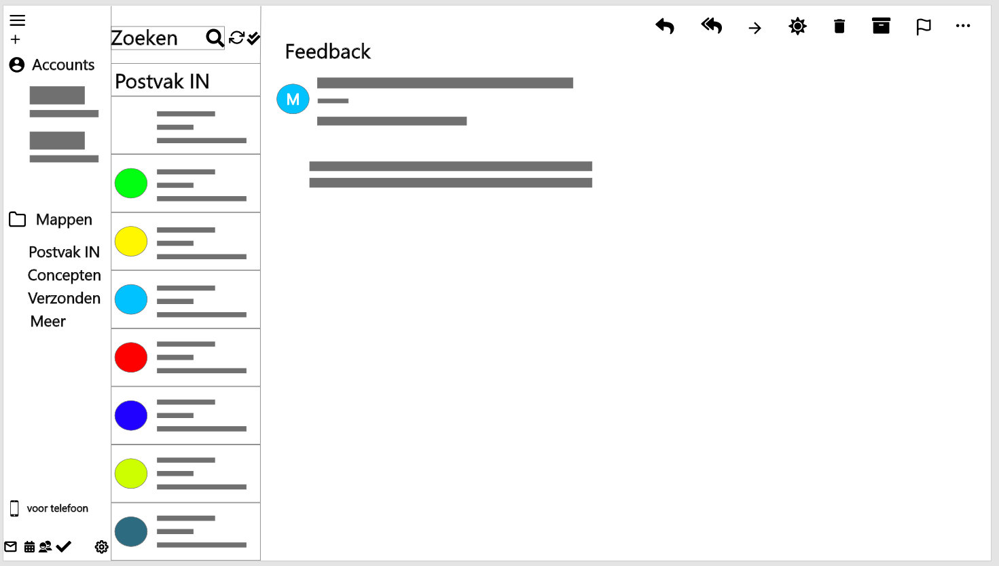 Accounts
Mappen
Postvak IN
Concepten
Verzonden
Meer
voor telefoon
Zoeken
Postvak IN
Feedback
M